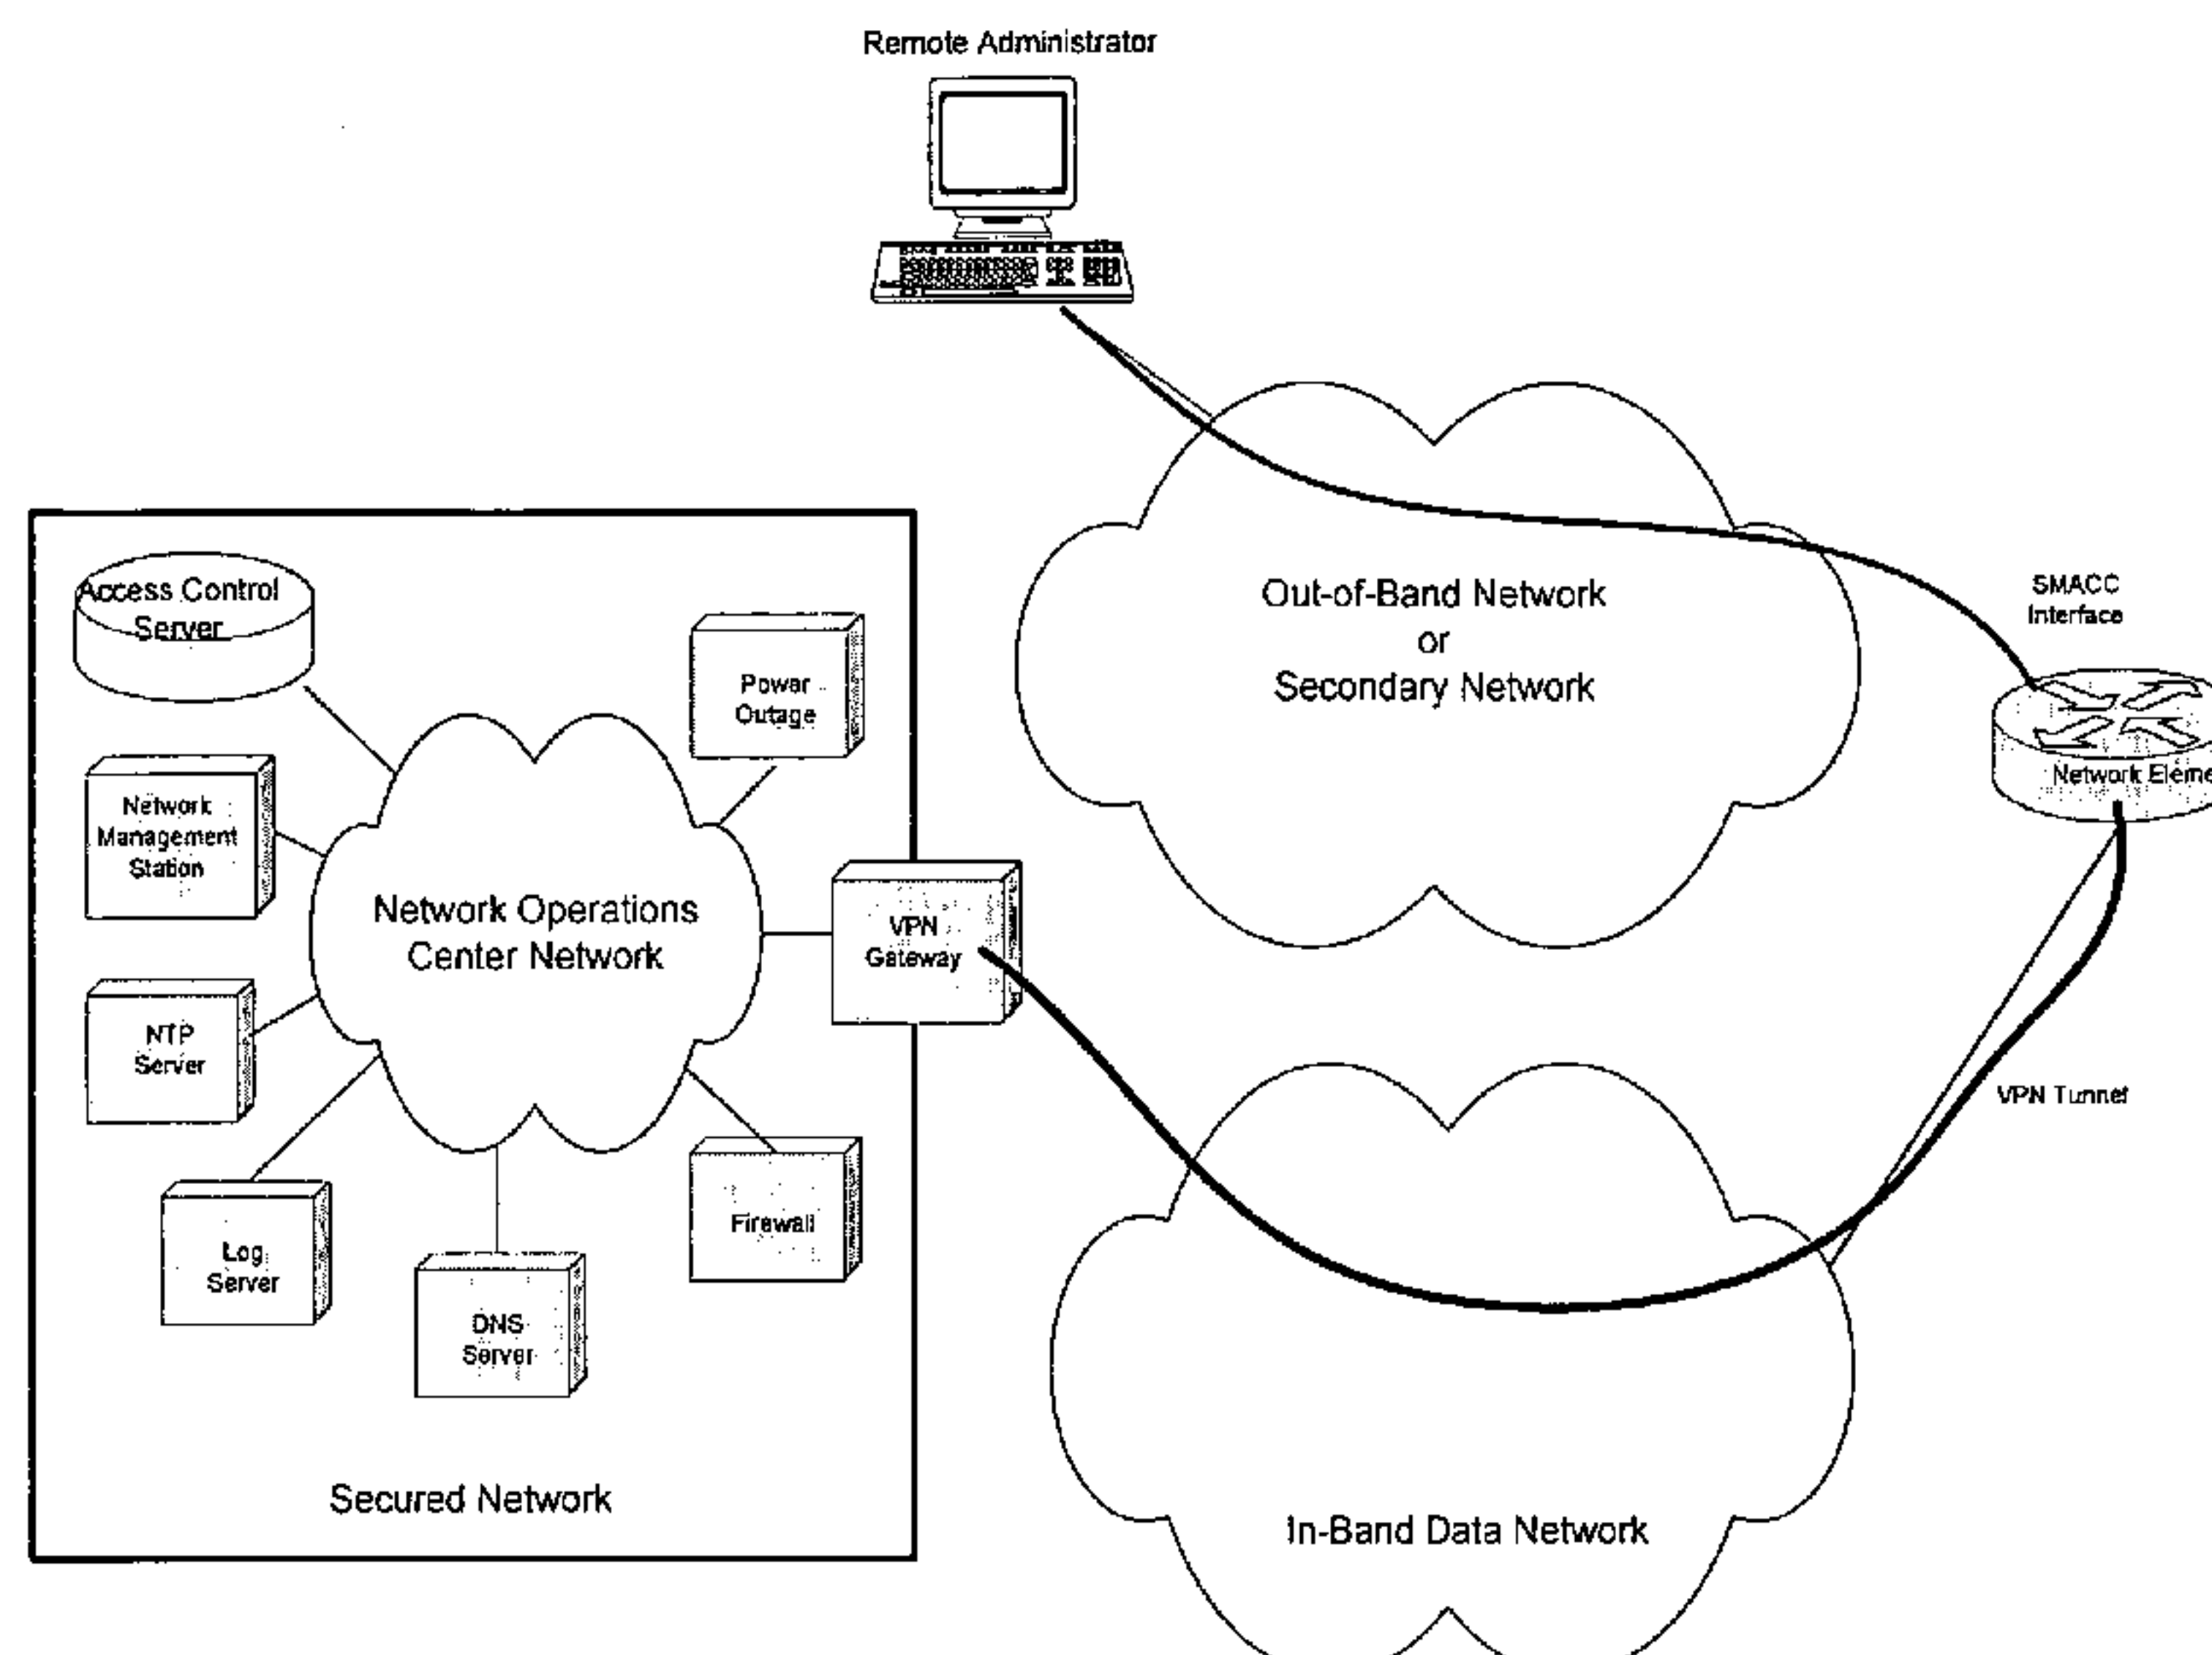 Remote Administrator
Out-of-Band Network
or
Secondary Network
SMACC
Interface
Access Control
Server
Power
Outage
Network
Management
Station
Network Operations
Center Network
VPN
Gateway
NTP
Server
VPN Tunnel
Log
Server
DNS
Server
Firewall
Secured Network
In-Band Data Network
Network Eleme